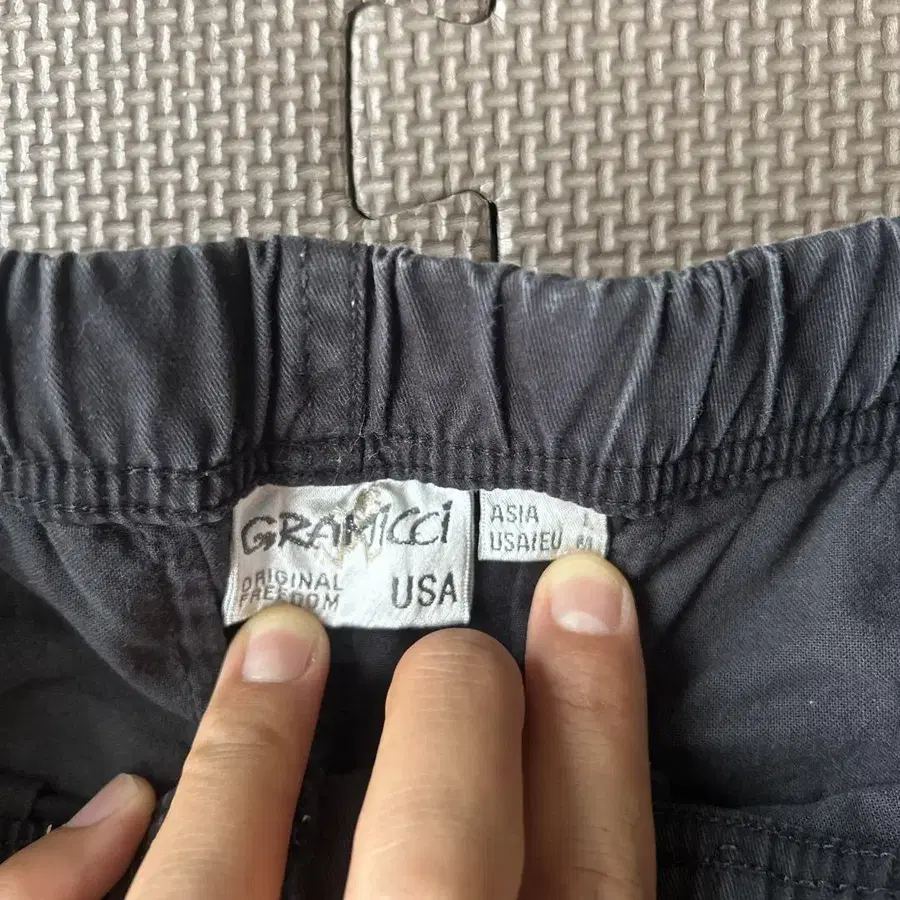 GRAMICCI
ORIGINAL
FREEDOM
USA
ASIA L
USA/EU M